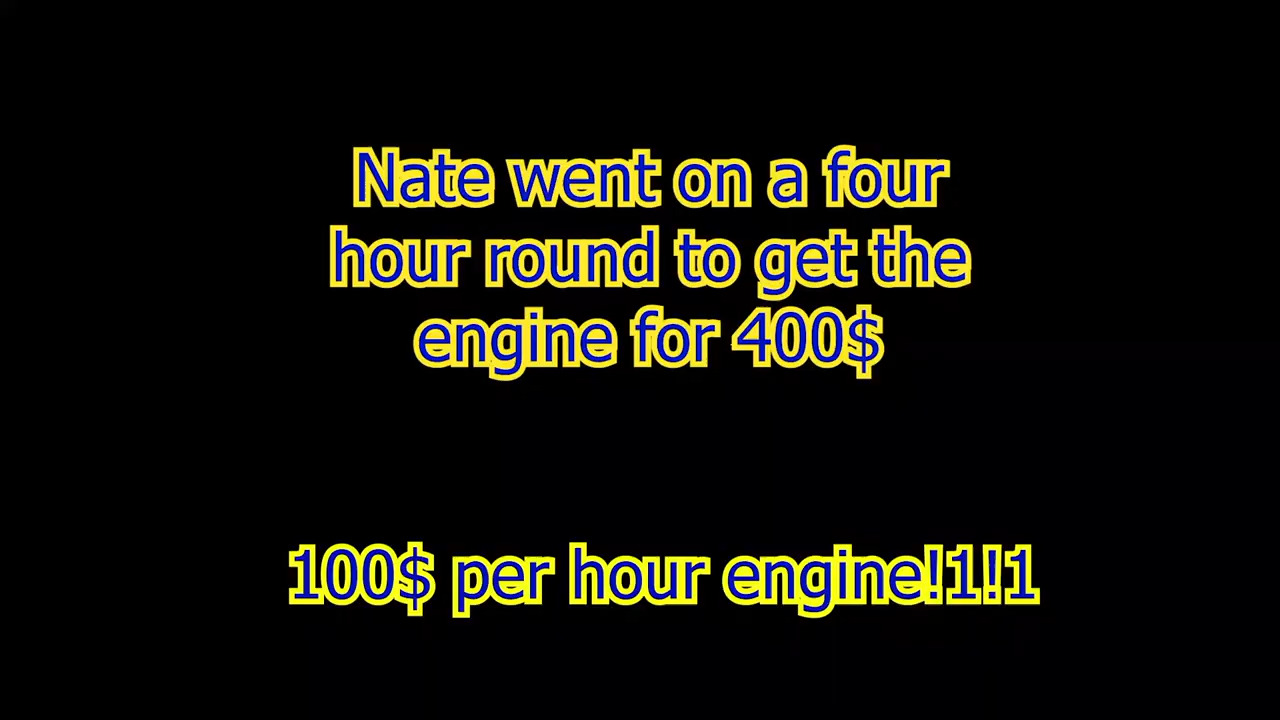 Nate went on a four
hour round to get the
engine for 400$
100$ per hour engine!1!1